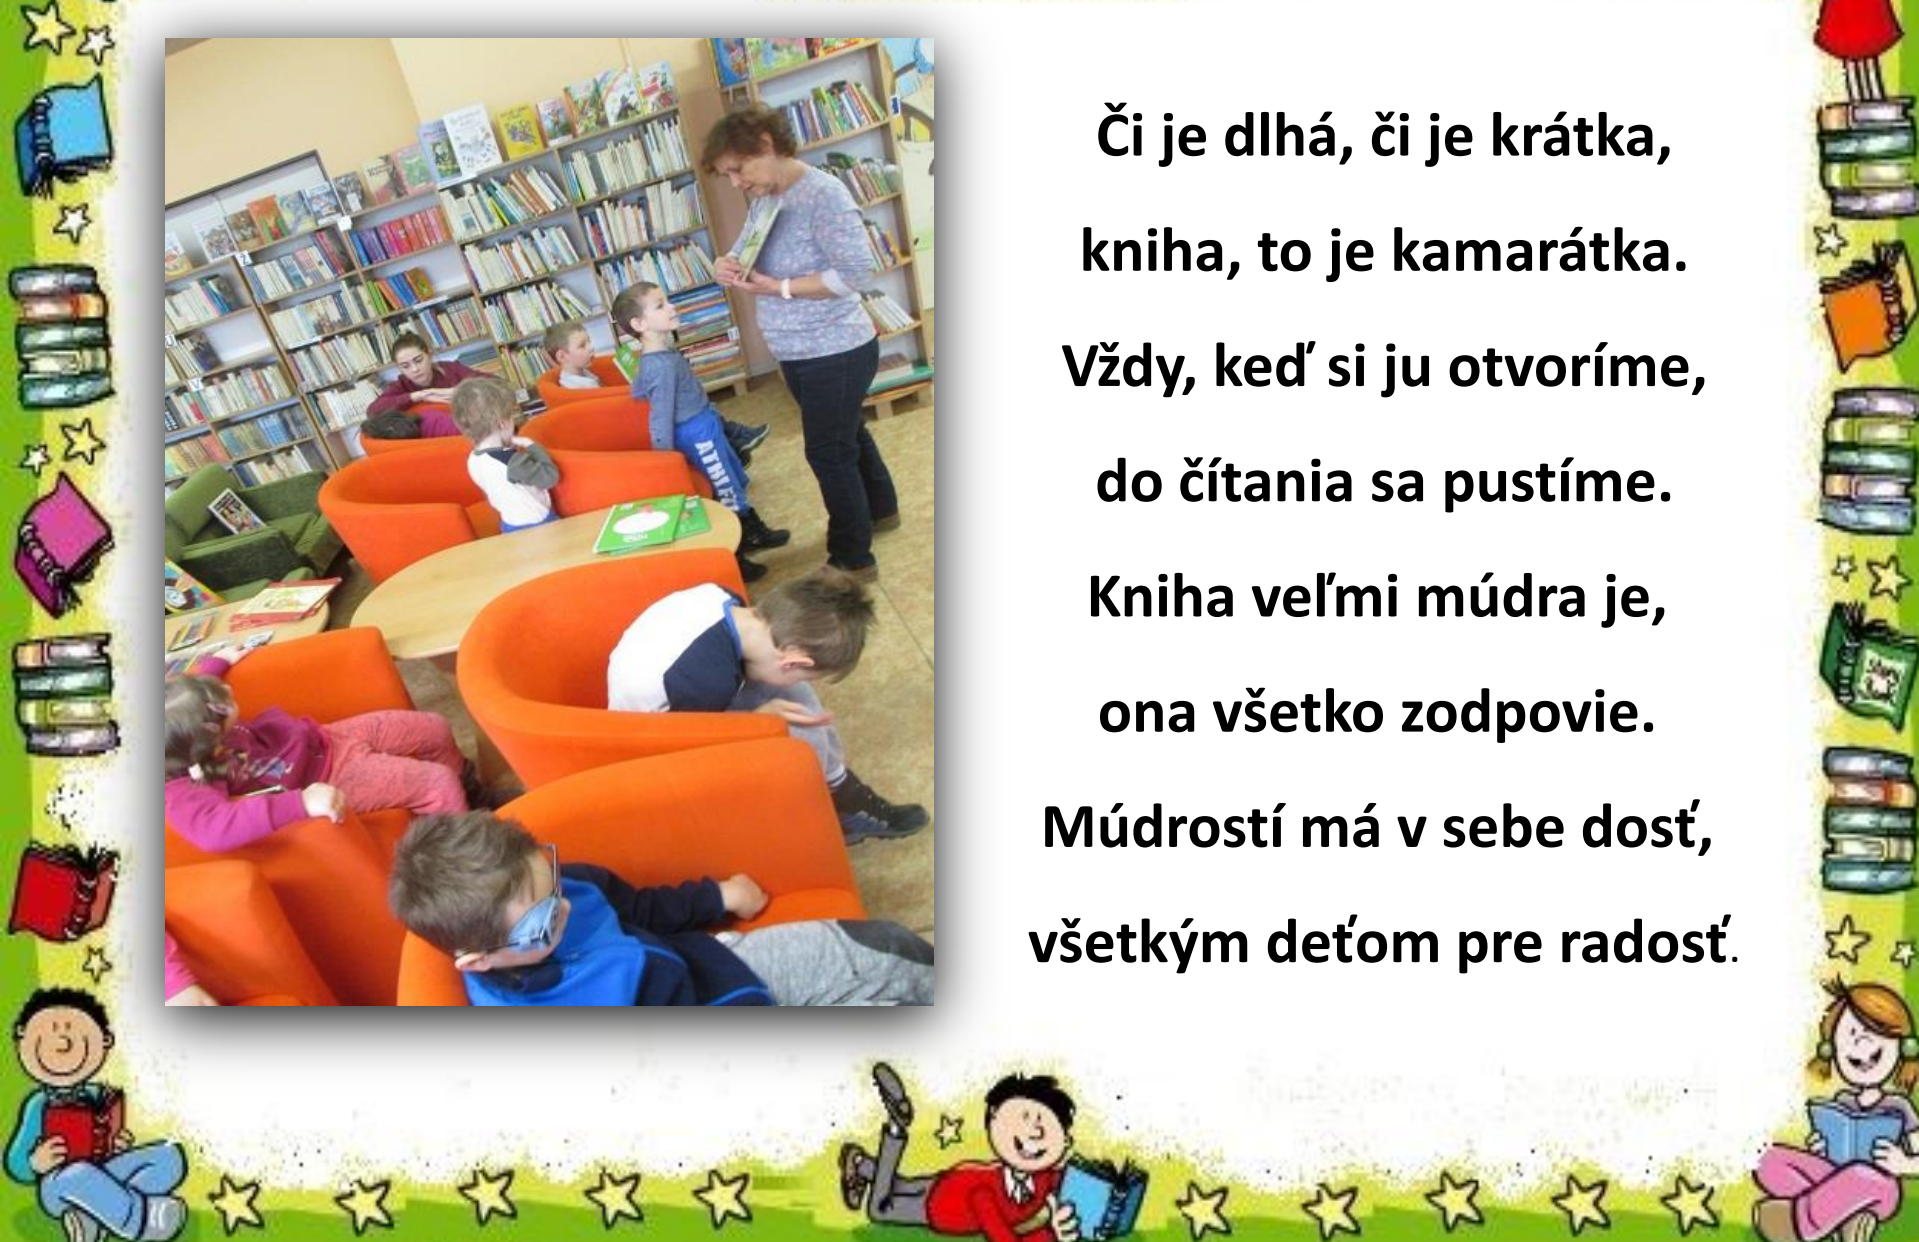 Či je dlhá, či je krátka,
kniha, to je kamarátka.
Vždy, keď si ju otvoríme,
do čítania sa pustíme.
Kniha veľmi múdra je,
ona všetko zodpovie.
Múdrostí má v sebe dosť,
všetkým deťom pre radosť.